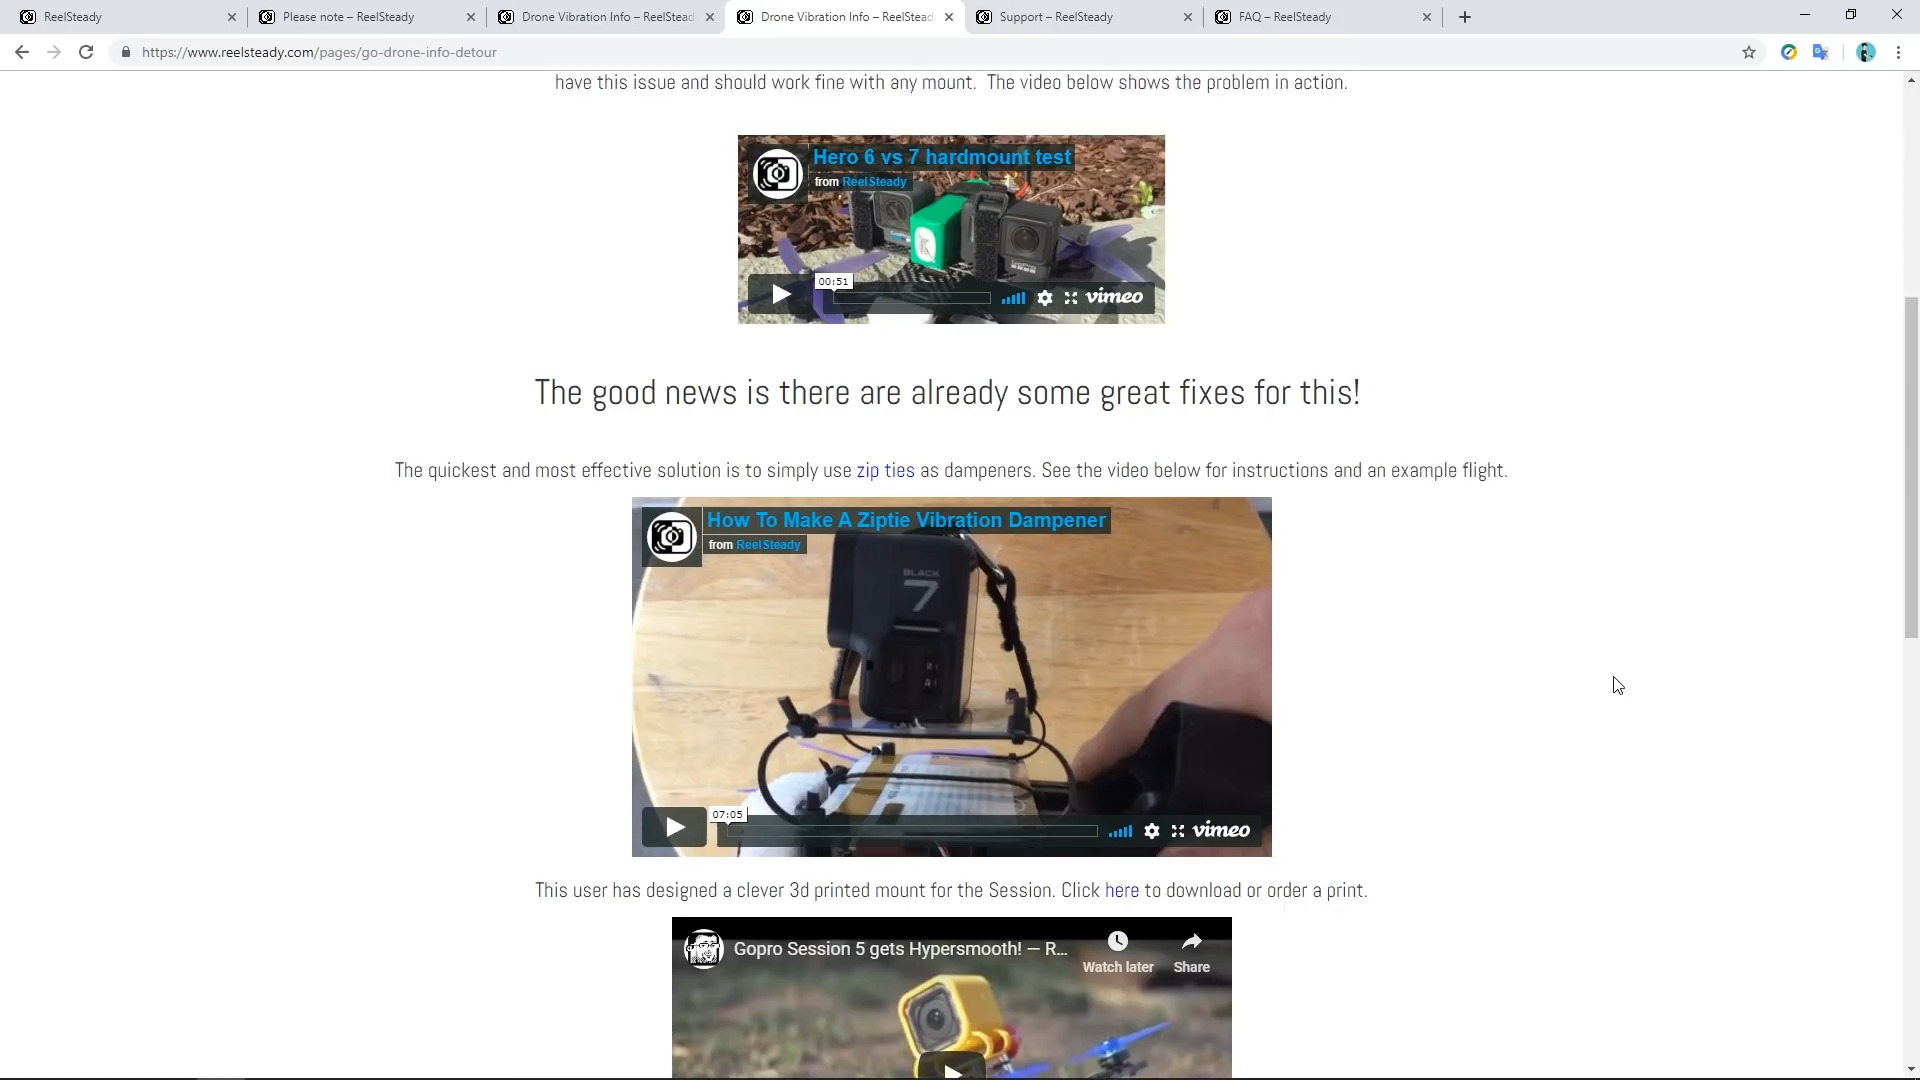 ReelSteady
Please note – ReelSteady
Drone Vibration Info – ReelStead
Drone Vibration Info – ReelStead
Support – ReelSteady
FAQ – ReelSteady
https://www.reelsteady.com/pages/go-drone-info-detour
have this issue and should work fine with any mount. The video below shows the problem in action.
Hero 6 vs 7 hardmount test
from ReelSteady
00:51
vimeo
The good news is there are already some great fixes for this!
The quickest and most effective solution is to simply use zip ties as dampeners. See the video below for instructions and an example flight.
How To Make A Ziptie Vibration Dampener
from ReelSteady
BLACK
7
07:05
vimeo
This user has designed a clever 3d printed mount for the Session. Click here to download or order a print.
Gopro Session 5 gets Hypersmooth! — R...
Watch later
Share